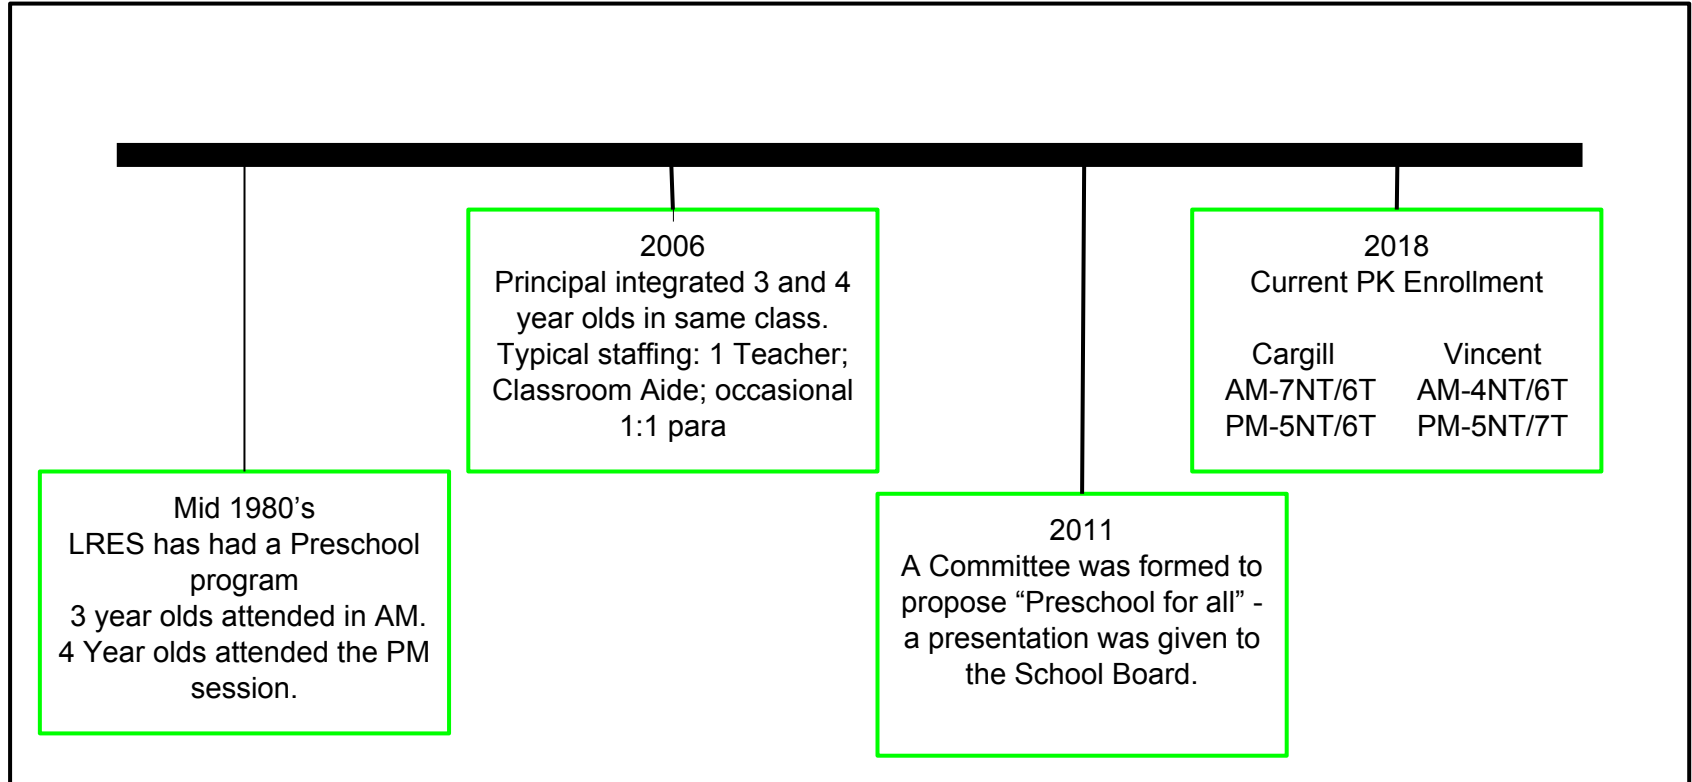 Mid 1980’s
LRES has had a Preschool
program
3 year olds attended in AM.
4 Year olds attended the PM
session.
2006
Principal integrated 3 and 4
year olds in same class.
Typical staffing: 1 Teacher;
Classroom Aide; occasional
1:1 para
2011
A Committee was formed to
propose “Preschool for all” -
a presentation was given to
the School Board.
2018
Current PK Enrollment
Cargill Vincent
AM-7NT/6T AM-4NT/6T
PM-5NT/6T PM-5NT/7T